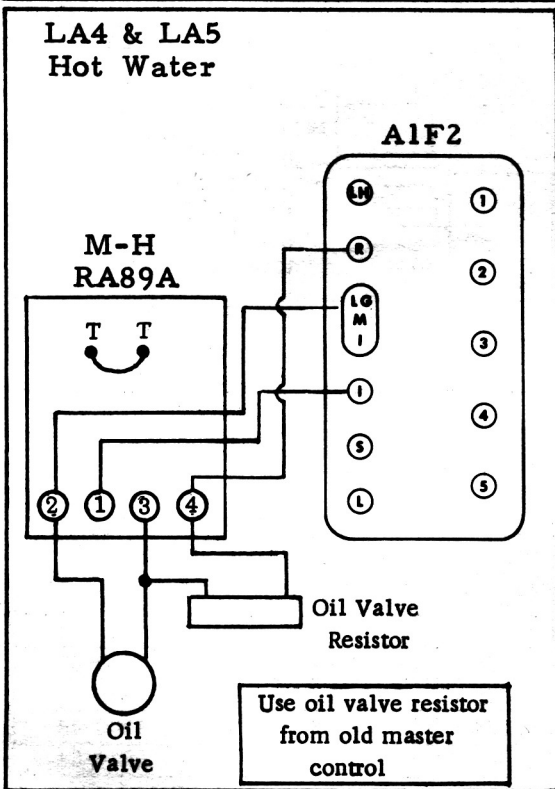 LA4 & LA5
Hot Water
A1F2
LH
R
LG
M
I
I
S
L
1
2
3
4
5
M-H
RA89A
T T
2 1 3 4
Oil Valve
Resistor
Oil
Valve
Use oil valve resistor
from old master
control